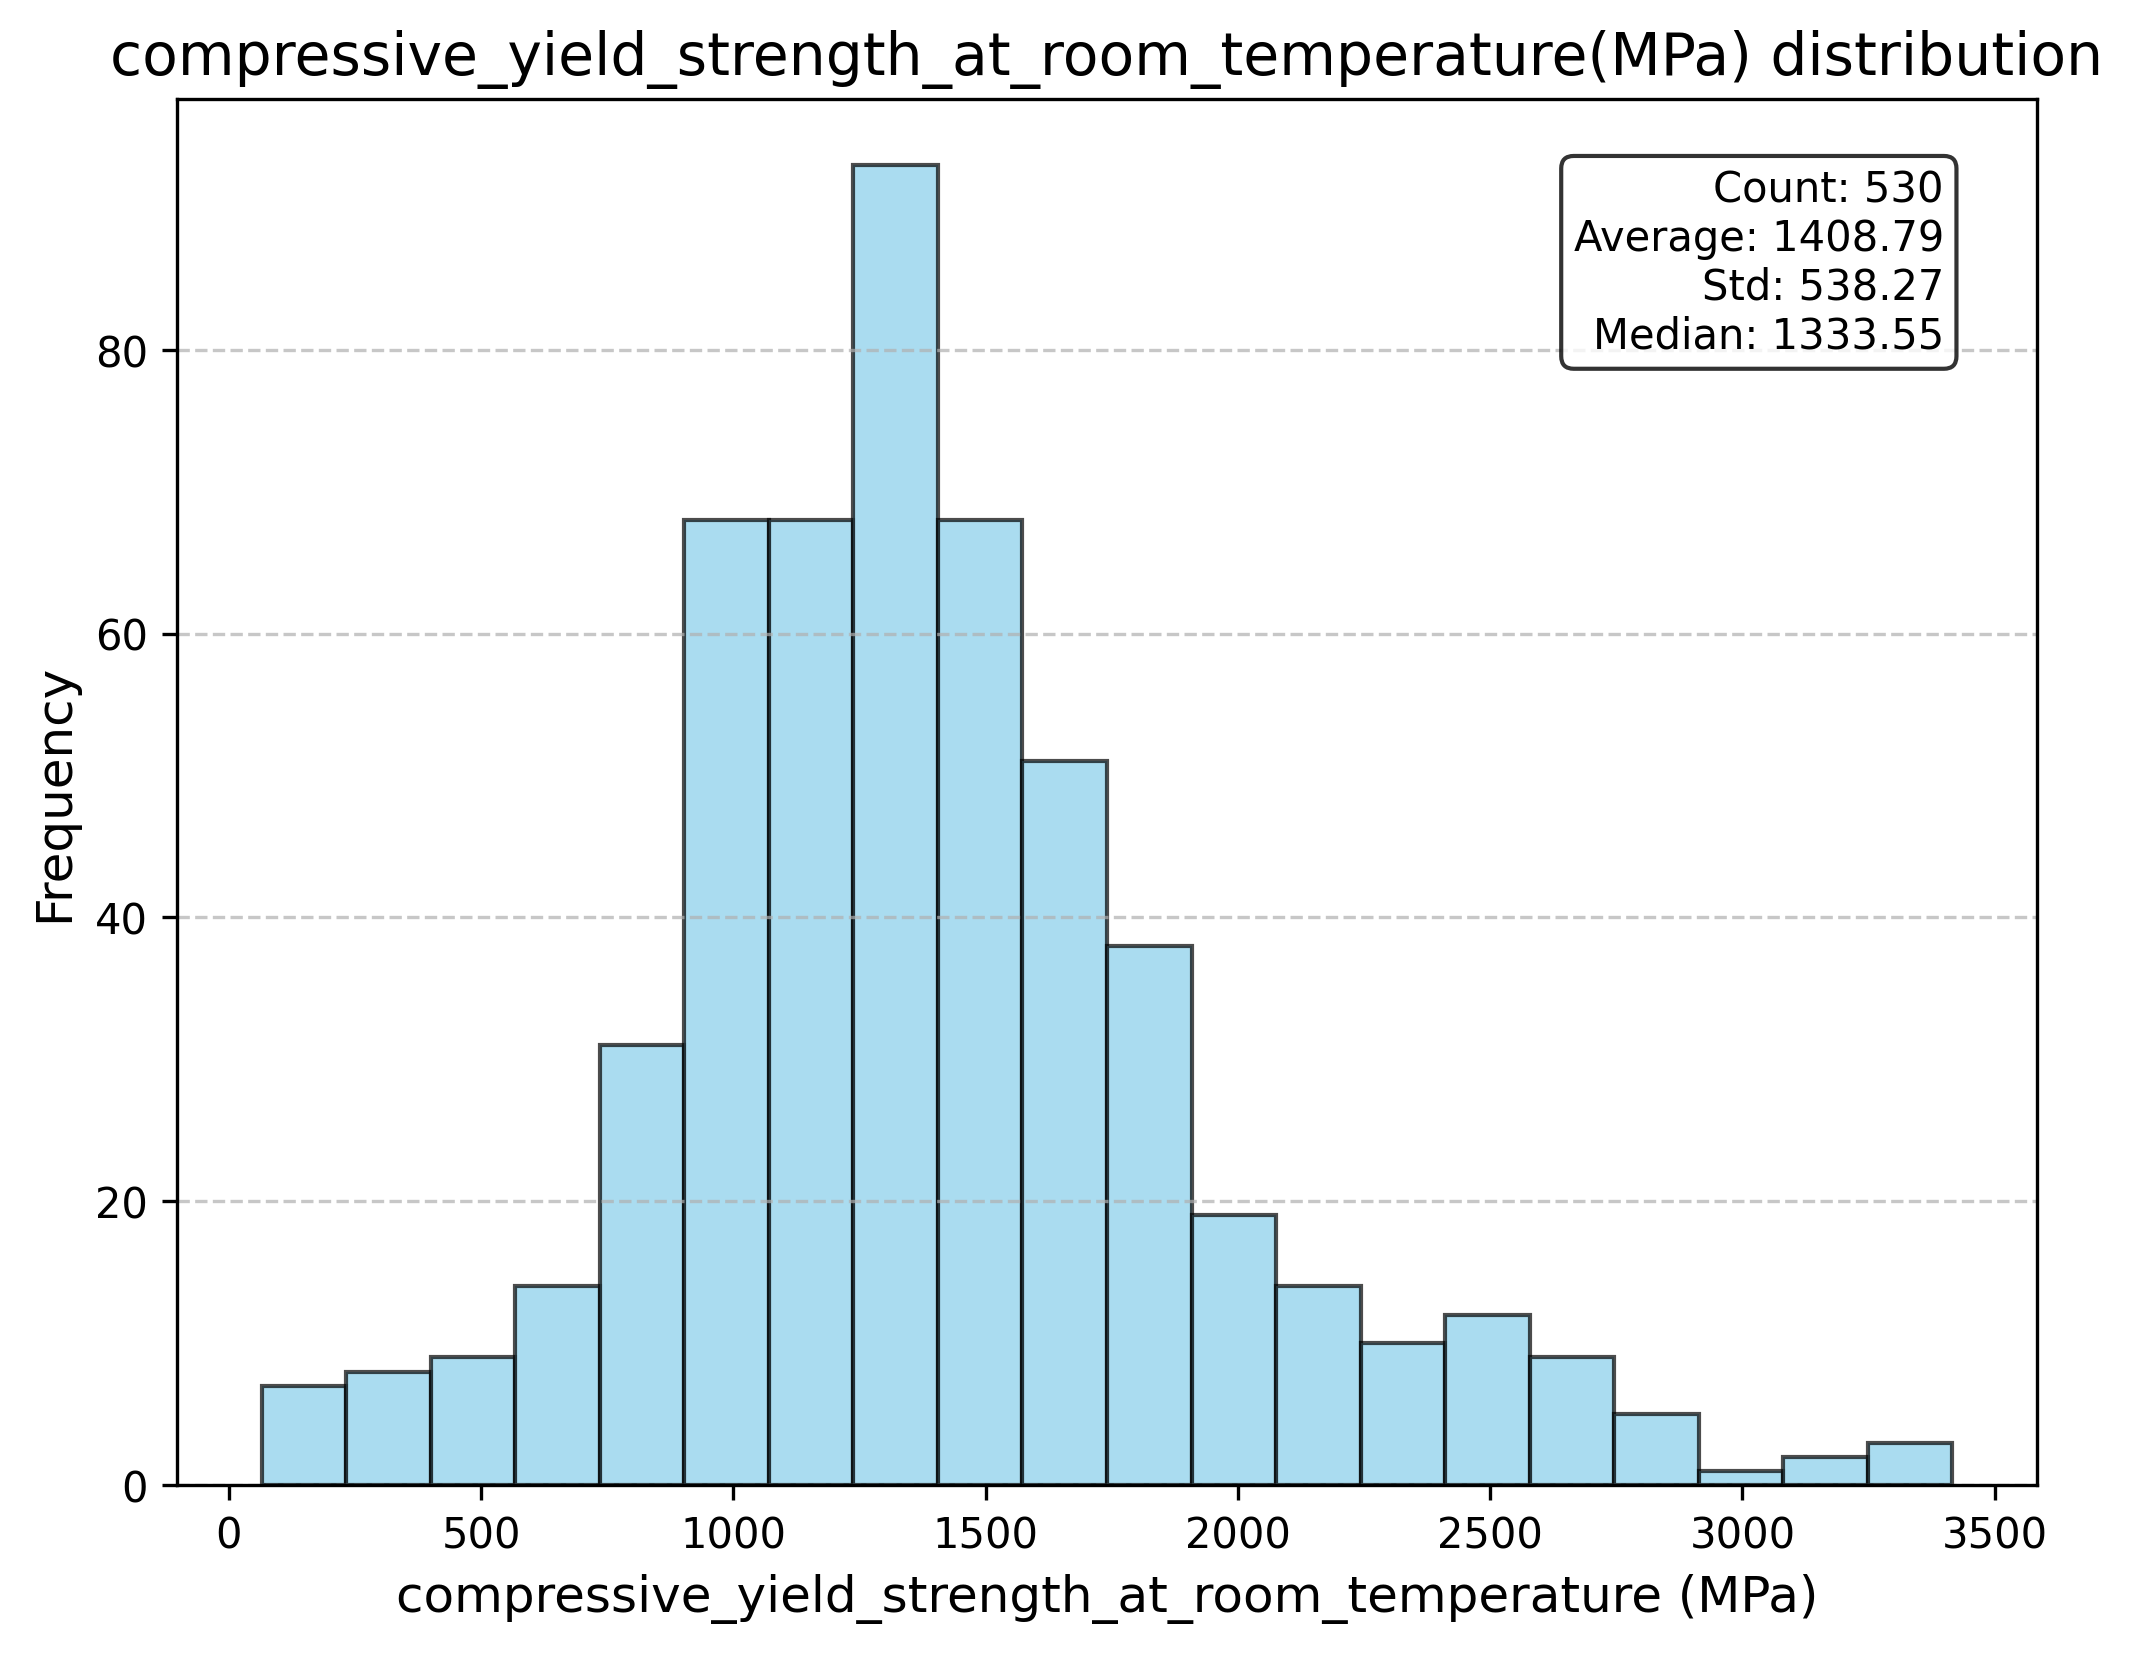 compressive_yield_strength_at_room_temperature(MPa) distribution
Count: 530
Average: 1408.79
Std: 538.27
Median: 1333.55
80
60
40
20
0
Frequency
0 500 1000 1500 2000 2500 3000 3500
compressive_yield_strength_at_room_temperature (MPa)